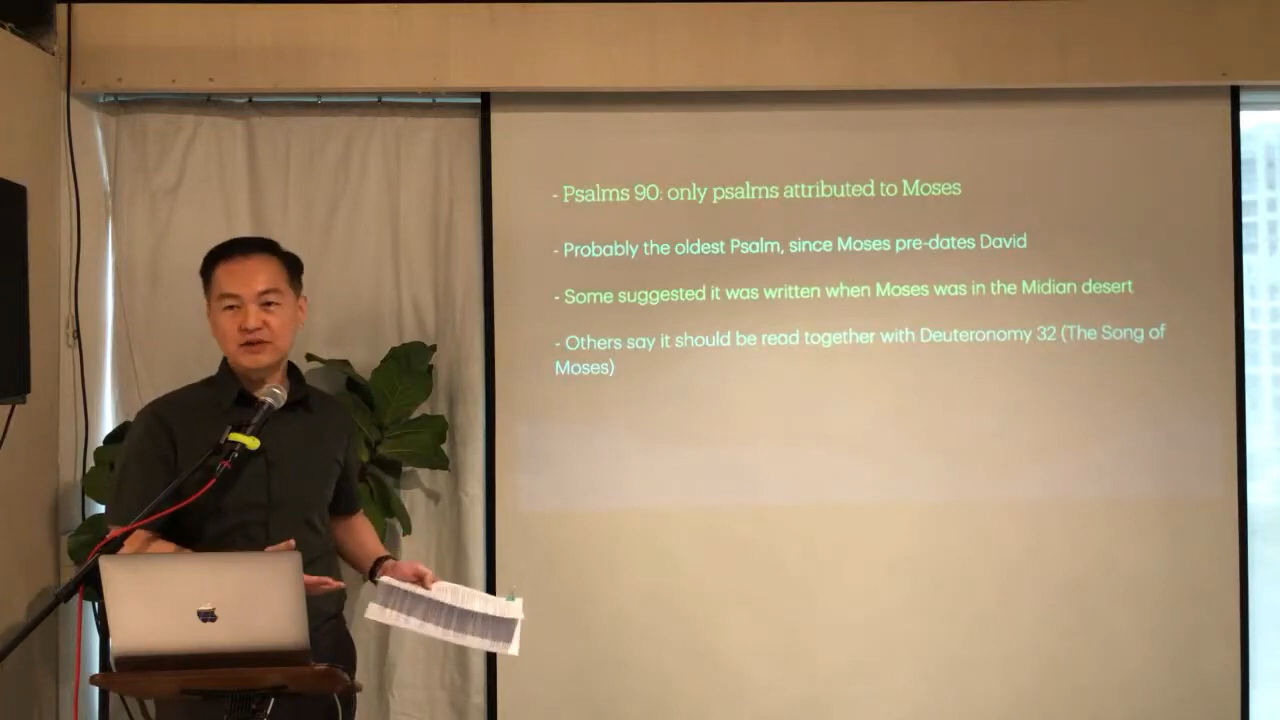 - Psalms 90: only psalms attributed to Moses
- Probably the oldest Psalm, since Moses pre-dates David
- Some suggested it was written when Moses was in the Midian desert
- Others say it should be read together with Deuteronomy 32 (The Song of
Moses)